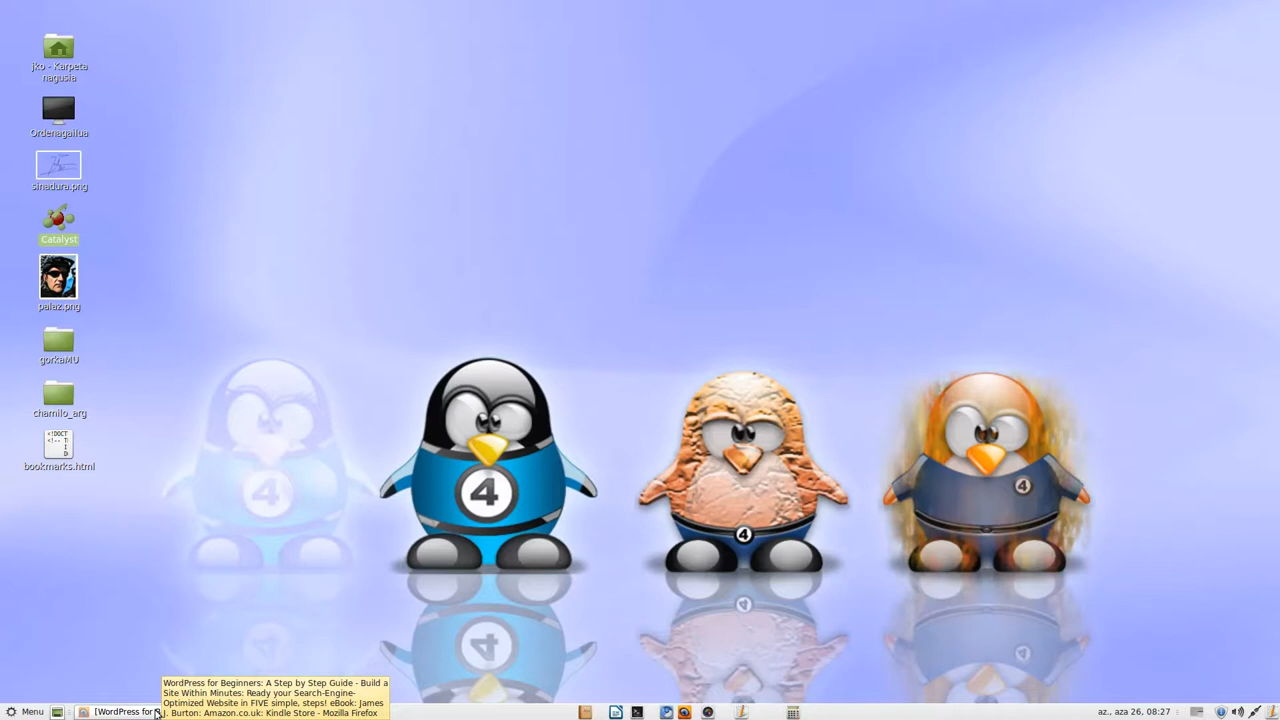 jko - Karpeta
nagusia
Ordenagailua
sinadura.png
Catalyst
palaz.png
gorkaMU
chamilo_arg
<!DOCT
<!--
bookmarks.html
4
4
4
4
WordPress for Beginners: A Step by Step Guide - Build a
Site Within Minutes: Ready your Search-Engine-
Optimized Website in FIVE simple, steps! eBook: James
J. Burton: Amazon.co.uk: Kindle Store - Mozilla Firefox
Menu
[WordPress for
az., aza 26, 08:27